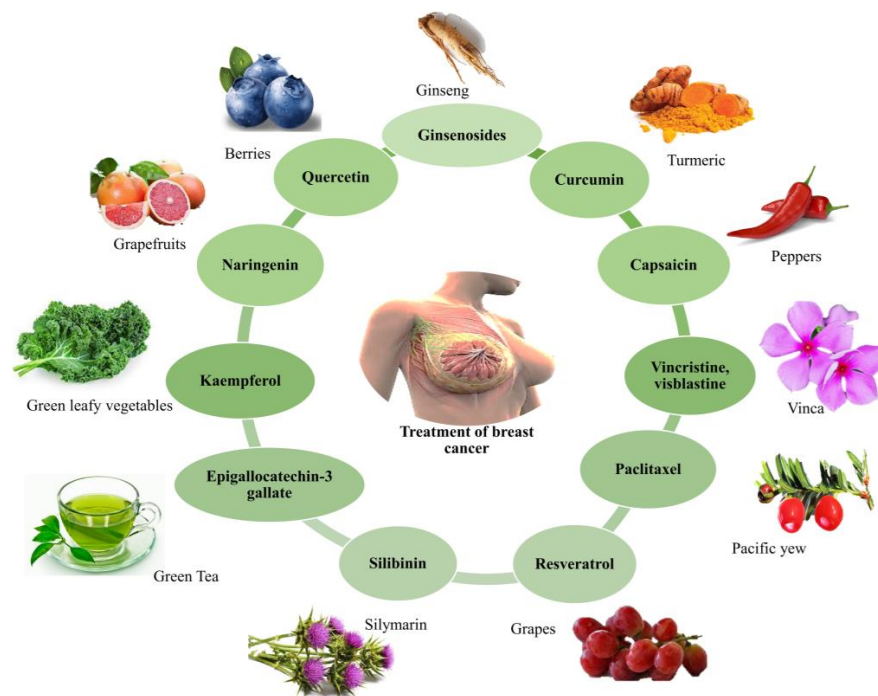 Ginseng
Ginsenosides
Berries
Turmeric
Quercetin
Curcumin
Grapefruits
Peppers
Naringenin
Capsaicin
Green leafy vegetables
Kaempferol
Vincristine,
visblastine
Vinca
Treatment of breast
cancer
Epigallocatechin-3
gallate
Paclitaxel
Pacific yew
Green Tea
Silibinin
Resveratrol
Silymarin
Grapes